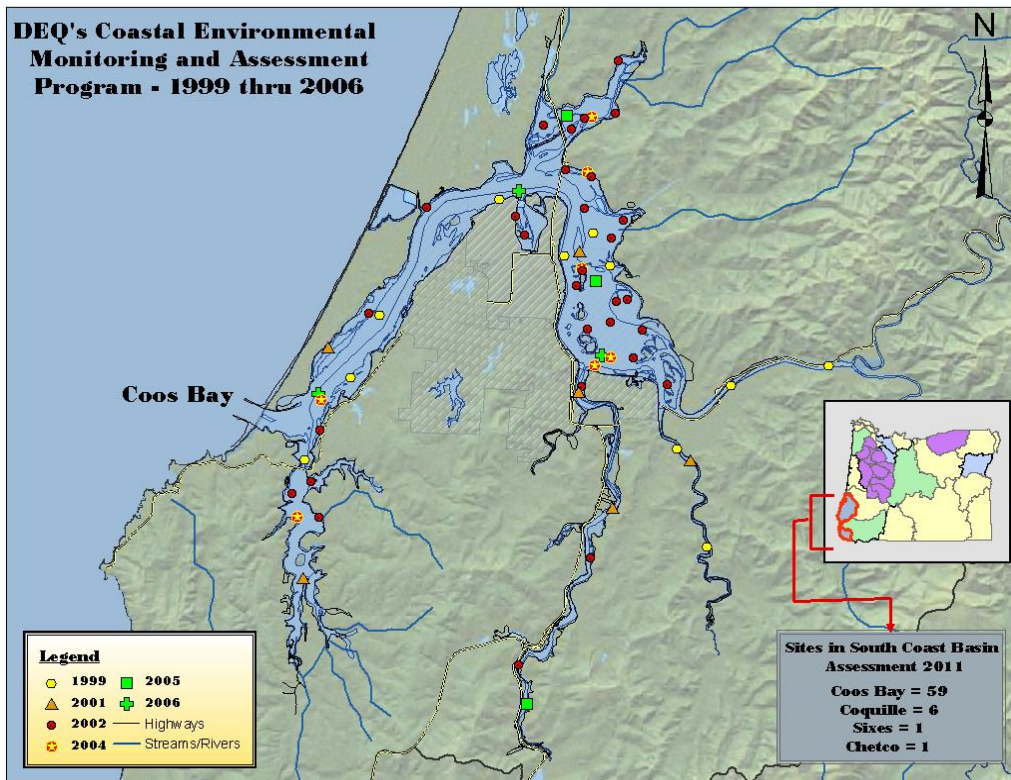 DEQ's Coastal Environmental
Monitoring and Assessment
Program - 1999 thru 2006
N
Coos Bay
Legend
1999
2005
2001
2006
2002
Highways
2004
Streams/Rivers
Sites in South Coast Basin
Assessment 2011
Coos Bay = 59
Coquille = 6
Sixes = 1
Chetco = 1